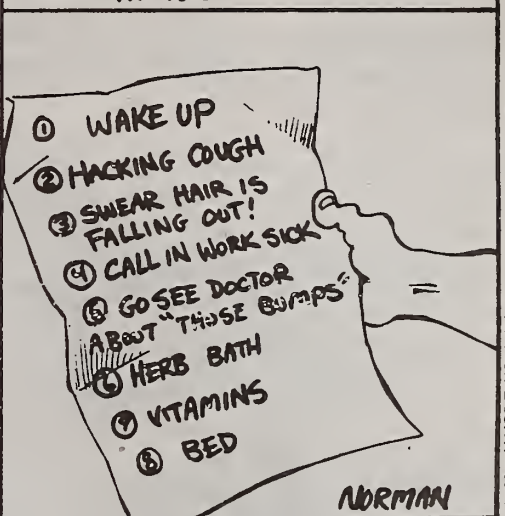 ① WAKE UP
② HACKING COUGH
③ SWEAR HAIR IS
FALLING OUT!
④ CALL IN WORK SICK
⑤ GO SEE DOCTOR
ABOUT "THOSE BUMPS"
⑥ HERB BATH
⑦ VITAMINS
⑧ BED
NORMAN